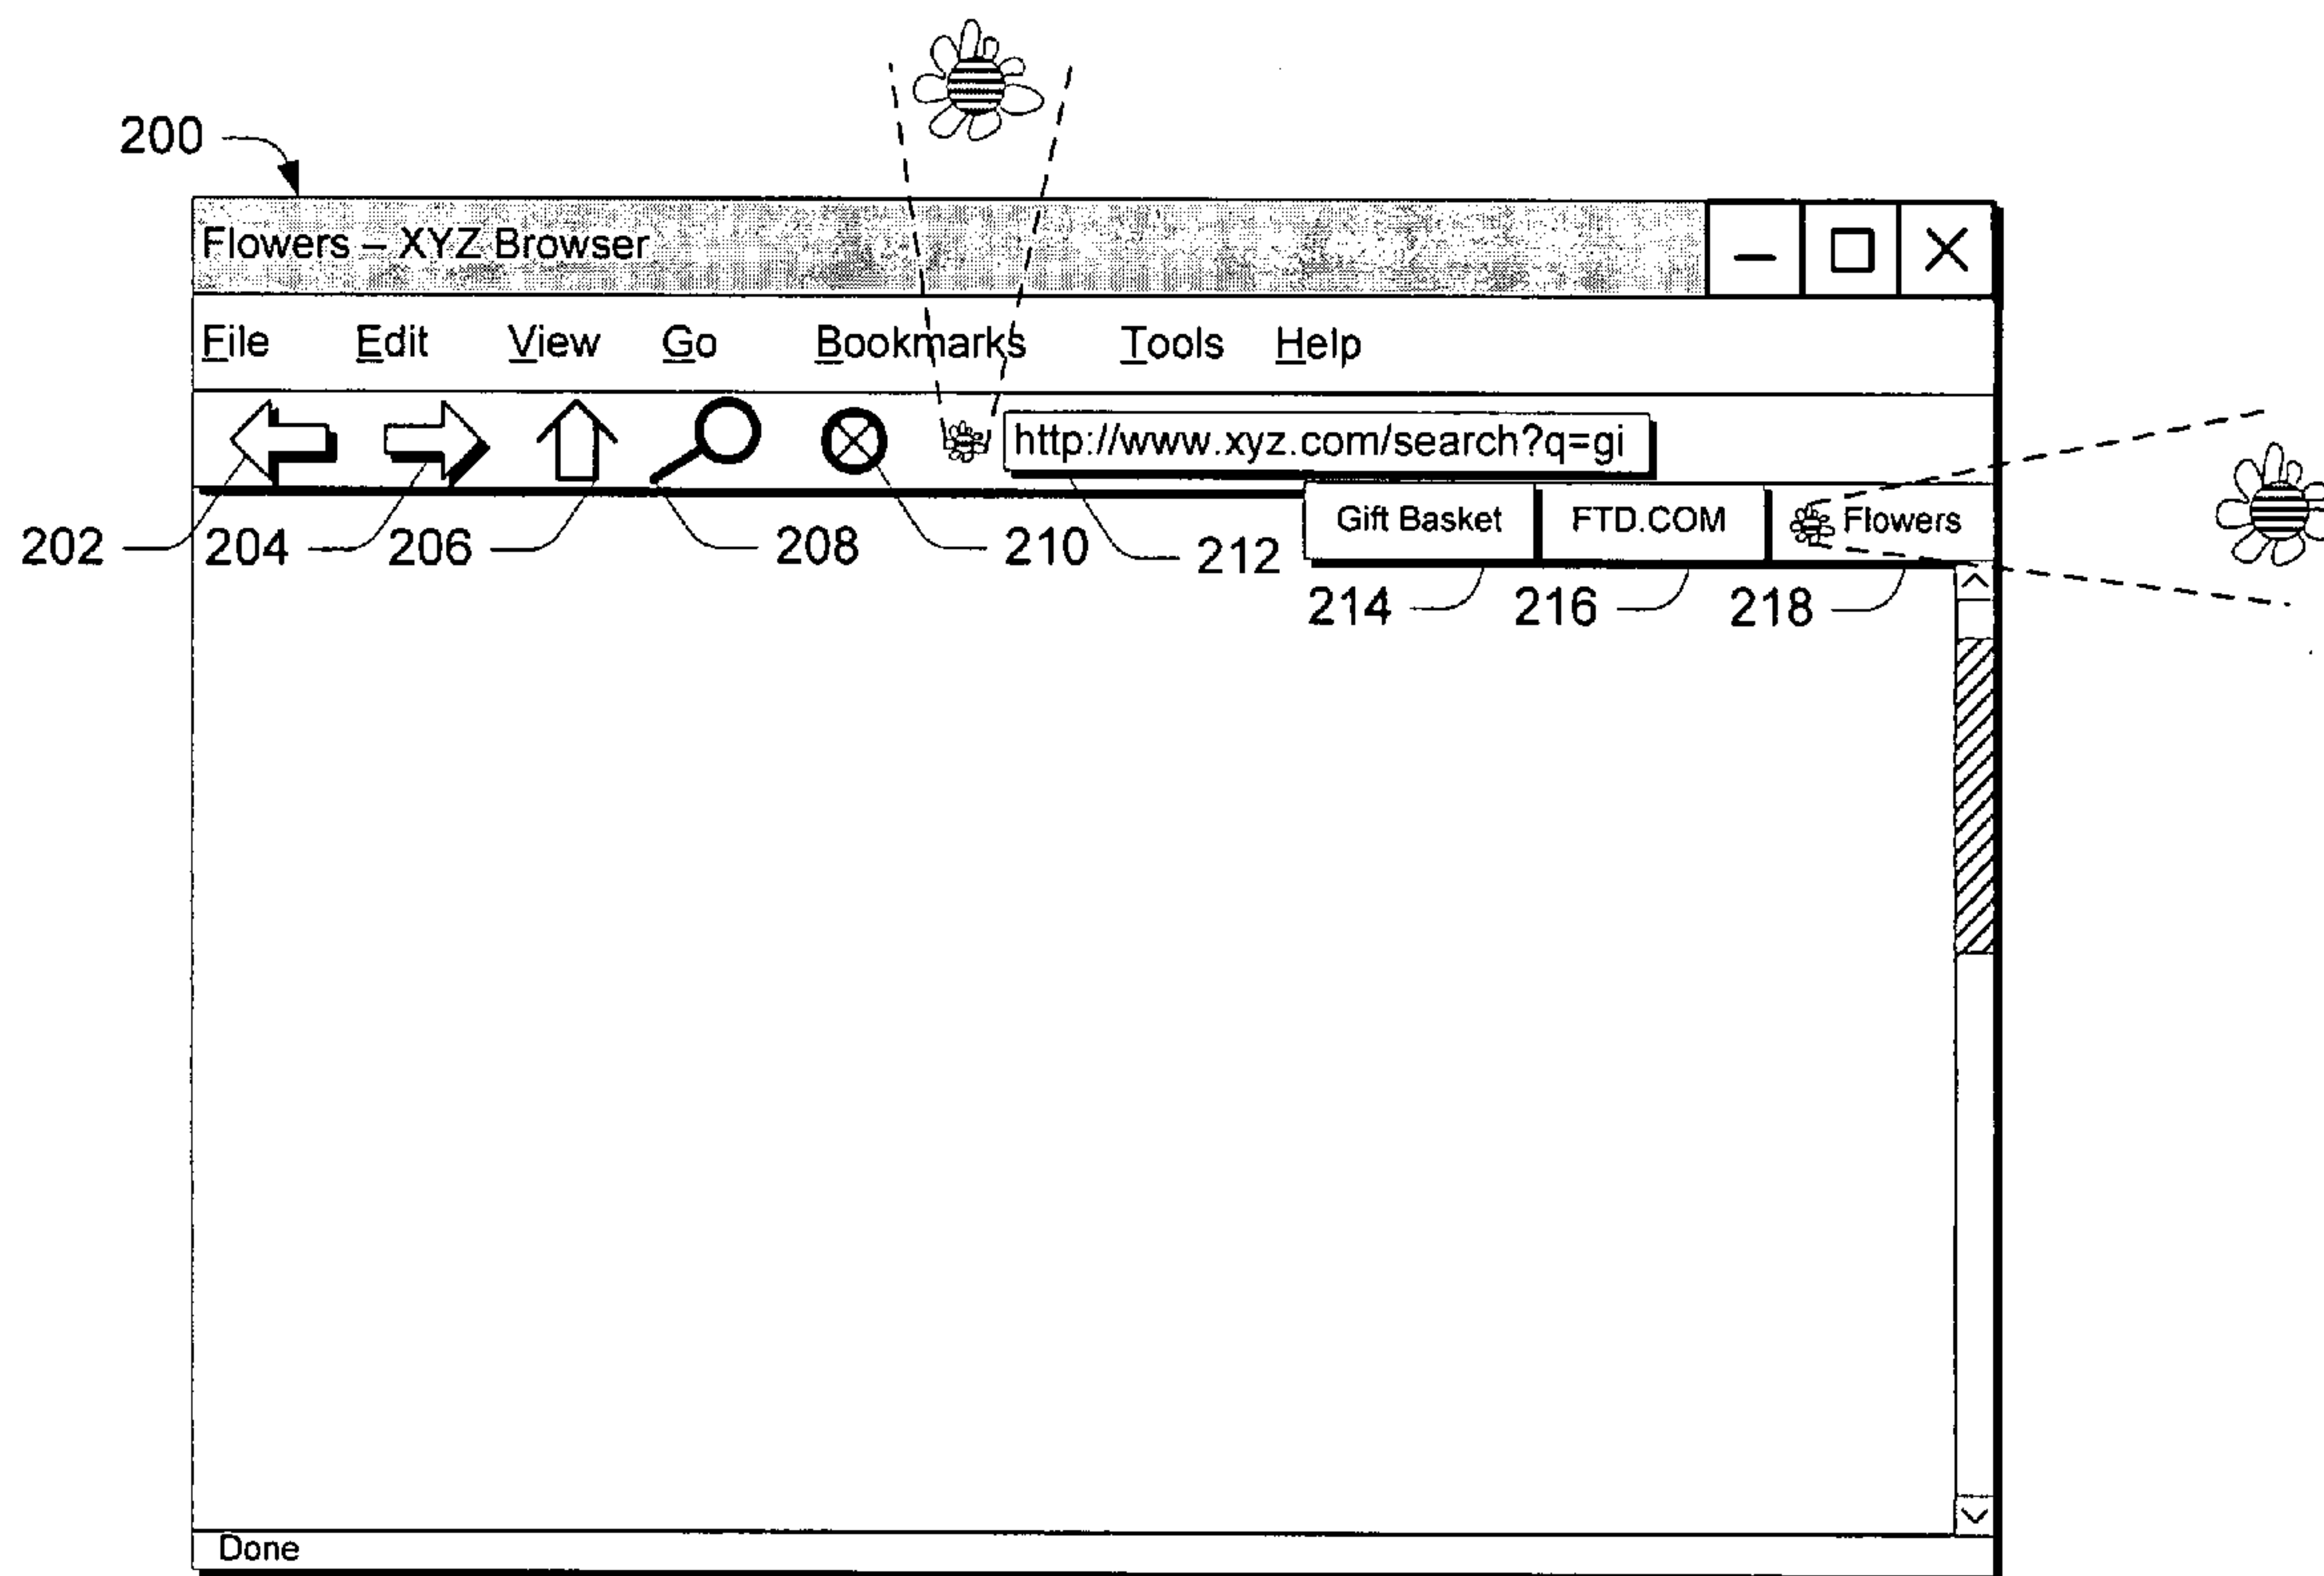 200
Flowers – XYZ Browser
File Edit View Go Bookmarks Tools Help
http://www.xyz.com/search?q=gi
Gift Basket FTD.COM Flowers
202 204 206 208 210 212
214 216 218
Done